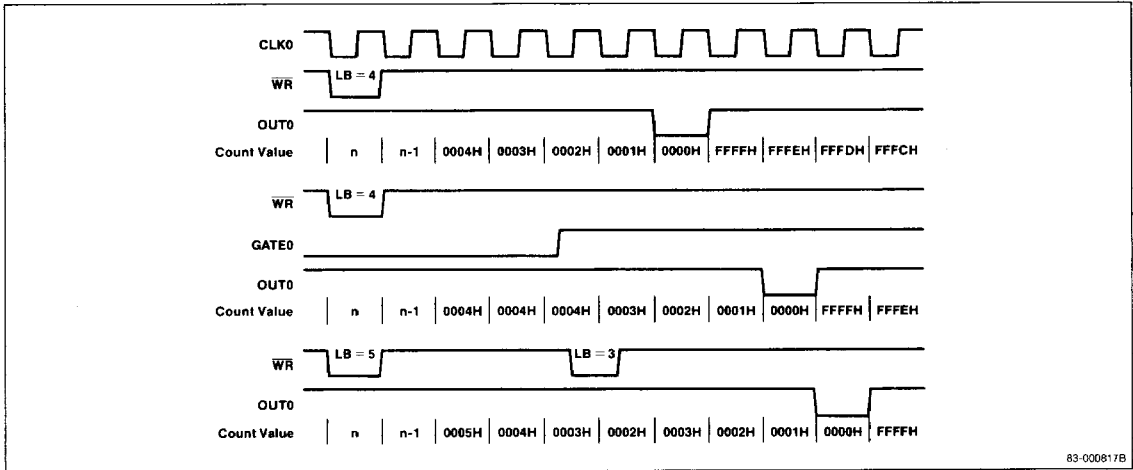 CLK0
WR LB = 4
OUT0
Count Value n n-1 0004H 0003H 0002H 0001H 0000H FFFFH FFFEH FFFDH FFFCH
WR LB = 4
GATE0
OUT0
Count Value n n-1 0004H 0004H 0004H 0003H 0002H 0001H 0000H FFFFH FFFEH
WR LB = 5 LB = 3
OUT0
Count Value n n-1 0005H 0004H 0003H 0002H 0003H 0002H 0001H 0000H FFFFH
83-000817B